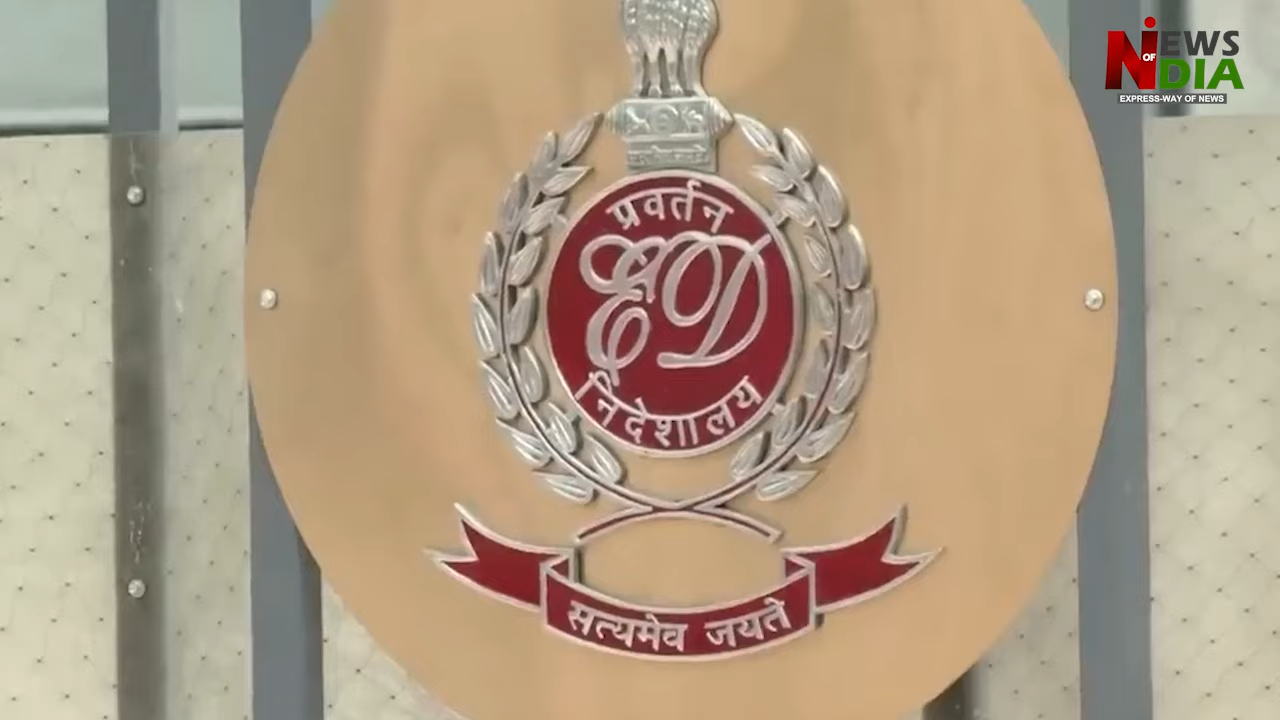 NEWS
OF
iNDIA
EXPRESS-WAY OF NEWS
प्रवर्तन
ED
निदेशालय
सत्यमेव जयते